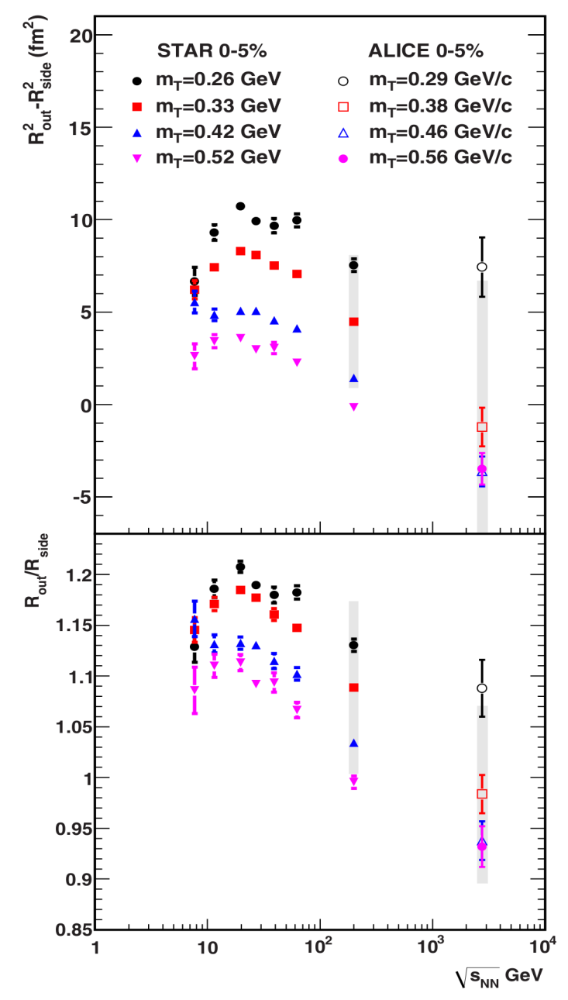 R²out-R²side (fm²)
20
15
10
5
0
-5
STAR 0-5% ALICE 0-5%
mT=0.26 GeV mT=0.29 GeV/c
mT=0.33 GeV mT=0.38 GeV/c
mT=0.42 GeV mT=0.46 GeV/c
mT=0.52 GeV mT=0.56 GeV/c
Rout/Rside
1.2
1.15
1.1
1.05
1
0.95
0.9
0.85
1 10 10² 10³ 10⁴
√sNN GeV